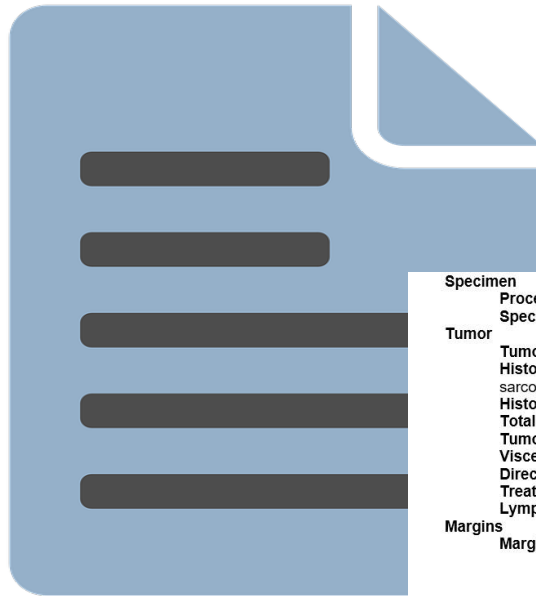 Specimen
Proce
Spec
Tumor
Tumo
Histo
sarco
Histo
Total
Tumo
Visce
Direc
Treat
Lymp
Margins
Marg